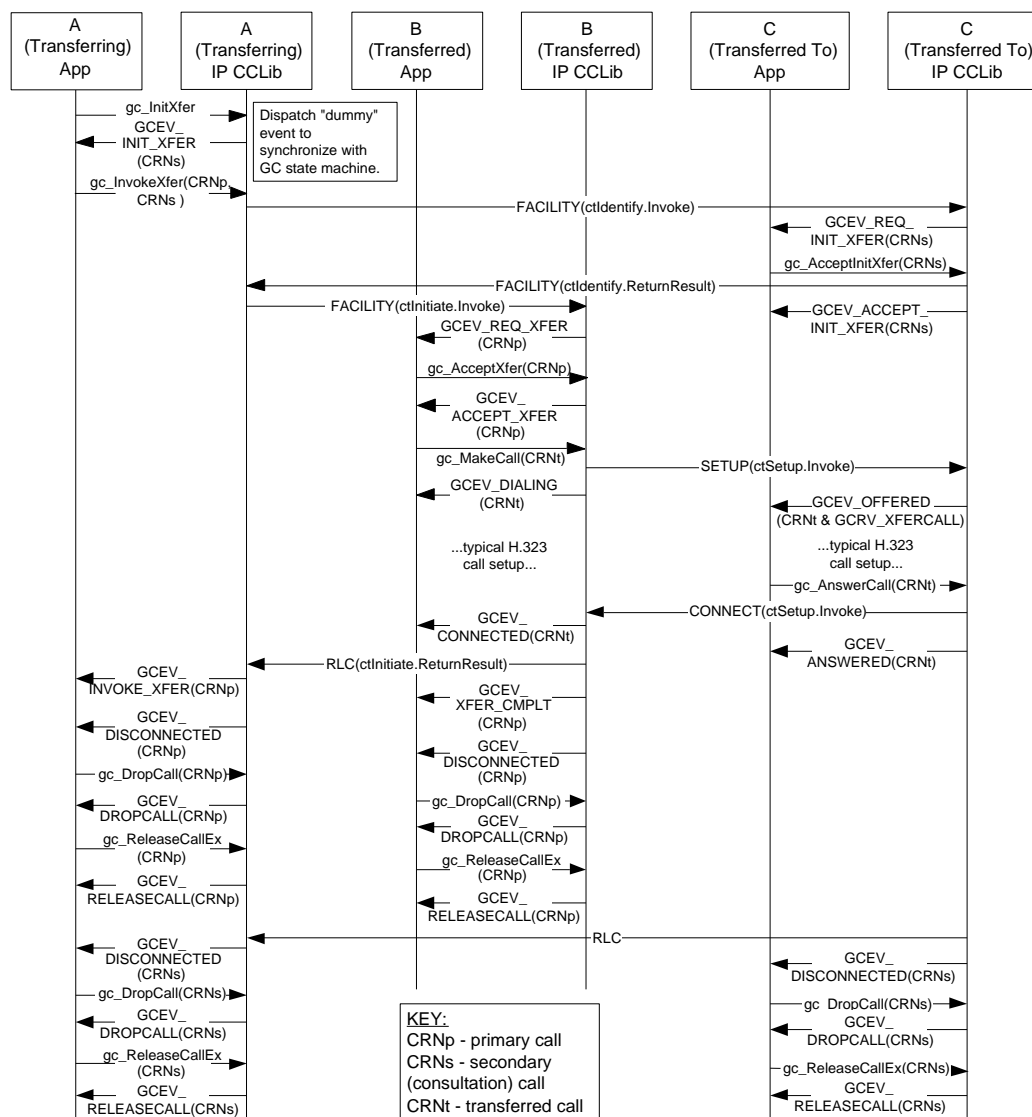 A
(Transferring)
App
A
(Transferring)
IP CCLib
B
(Transferred)
App
B
(Transferred)
IP CCLib
C
(Transferred To)
App
C
(Transferred To)
IP CCLib
gc_InitXfer
Dispatch "dummy"
event to
synchronize with
GC state machine.
GCEV_
INIT_XFER
(CRNs)
gc_InvokeXfer(CRNp,
CRNs )
FACILITY(ctIdentify.Invoke)
GCEV_REQ_
INIT_XFER(CRNs)
gc_AcceptInitXfer(CRNs)
FACILITY(ctIdentify.ReturnResult)
FACILITY(ctInitiate.Invoke)
GCEV_ACCEPT_
INIT_XFER(CRNs)
GCEV_REQ_XFER
(CRNp)
gc_AcceptXfer(CRNp)
GCEV_
ACCEPT_XFER
(CRNp)
gc_MakeCall(CRNt)
SETUP(ctSetup.Invoke)
GCEV_DIALING
(CRNt)
GCEV_OFFERED
(CRNt & GCRV_XFERCALL)
...typical H.323
call setup...
...typical H.323
call setup...
gc_AnswerCall(CRNt)
CONNECT(ctSetup.Invoke)
GCEV_
CONNECTED(CRNt)
GCEV_
ANSWERED(CRNt)
RLC(ctInitiate.ReturnResult)
GCEV_
INVOKE_XFER(CRNp)
GCEV_
XFER_CMPLT
(CRNp)
GCEV_
DISCONNECTED
(CRNp)
GCEV_
DISCONNECTED
(CRNp)
gc_DropCall(CRNp)
gc_DropCall(CRNp)
GCEV_
DROPCALL(CRNp)
GCEV_
DROPCALL(CRNp)
gc_ReleaseCallEx
(CRNp)
gc_ReleaseCallEx
(CRNp)
GCEV_
RELEASECALL(CRNp)
GCEV_
RELEASECALL(CRNp)
RLC
GCEV_
DISCONNECTED
(CRNs)
GCEV_
DISCONNECTED(CRNs)
gc_DropCall(CRNs)
gc_DropCall(CRNs)
GCEV_
DROPCALL(CRNs)
GCEV_
DROPCALL(CRNs)
gc_ReleaseCallEx
(CRNs)
gc_ReleaseCallEx(CRNs)
GCEV_
RELEASECALL(CRNs)
GCEV_
RELEASECALL(CRNs)
KEY:
CRNp - primary call
CRNs - secondary
(consultation) call
CRNt - transferred call